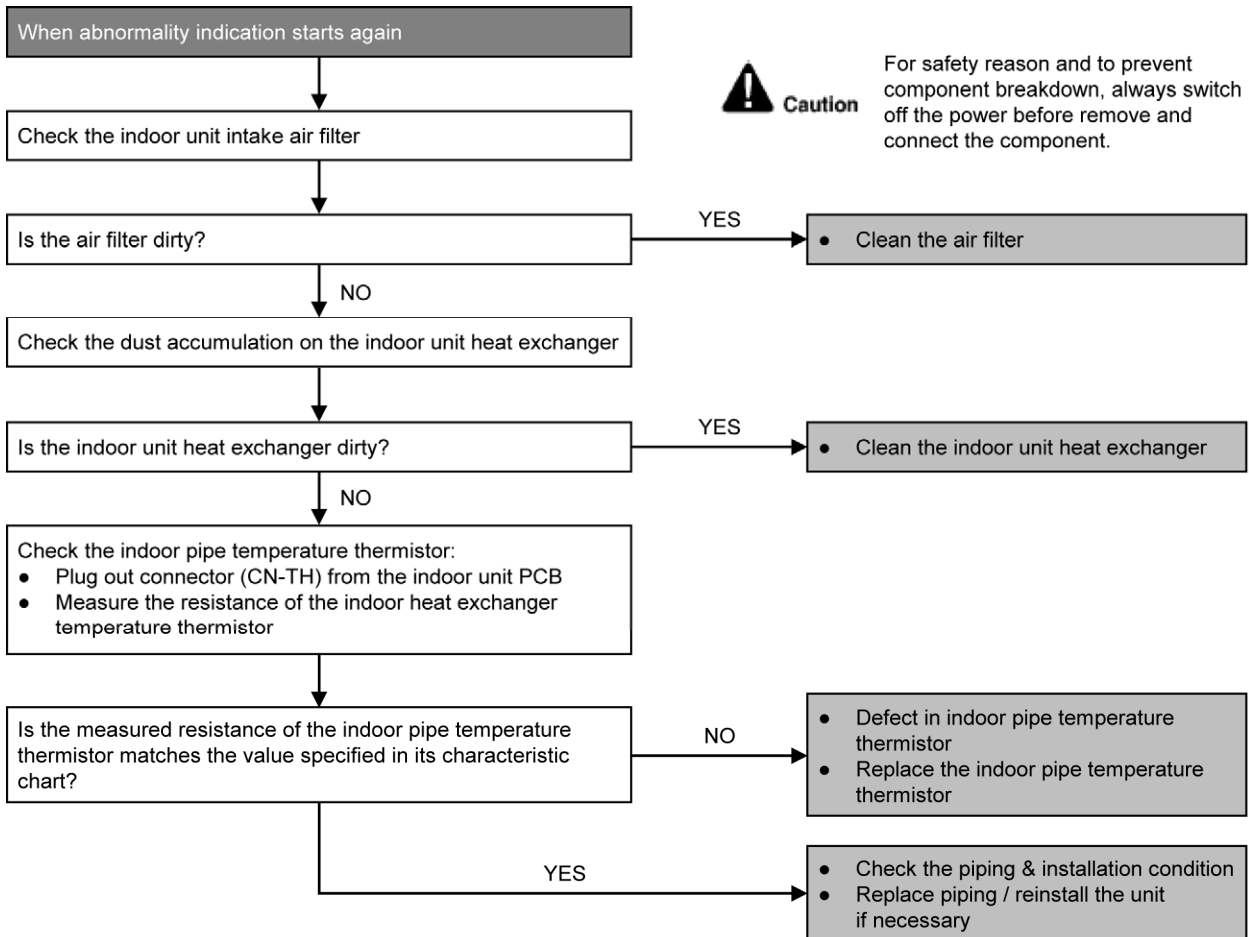 When abnormality indication starts again
Caution
For safety reason and to prevent
component breakdown, always switch
off the power before remove and
connect the component.
Check the indoor unit intake air filter
Is the air filter dirty?
YES
● Clean the air filter
NO
Check the dust accumulation on the indoor unit heat exchanger
Is the indoor unit heat exchanger dirty?
YES
● Clean the indoor unit heat exchanger
NO
Check the indoor pipe temperature thermistor:
● Plug out connector (CN-TH) from the indoor unit PCB
● Measure the resistance of the indoor heat exchanger
temperature thermistor
Is the measured resistance of the indoor pipe temperature
thermistor matches the value specified in its characteristic
chart?
NO
● Defect in indoor pipe temperature
thermistor
● Replace the indoor pipe temperature
thermistor
YES
● Check the piping & installation condition
● Replace piping / reinstall the unit
if necessary